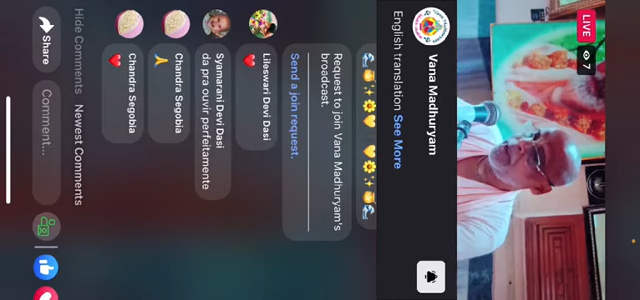 LIVE
7
Vana Madhuryam
English translation See More
Request to join Vana Madhuryam's
broadcast.
Send a join request.
Lileswari Devi Dasi
Syamarani Devi Dasi
da pra ouvir perfeitamente
Chandra Segobia
Chandra Segobia
Hide Comments
Newest Comments
Share
Comment...